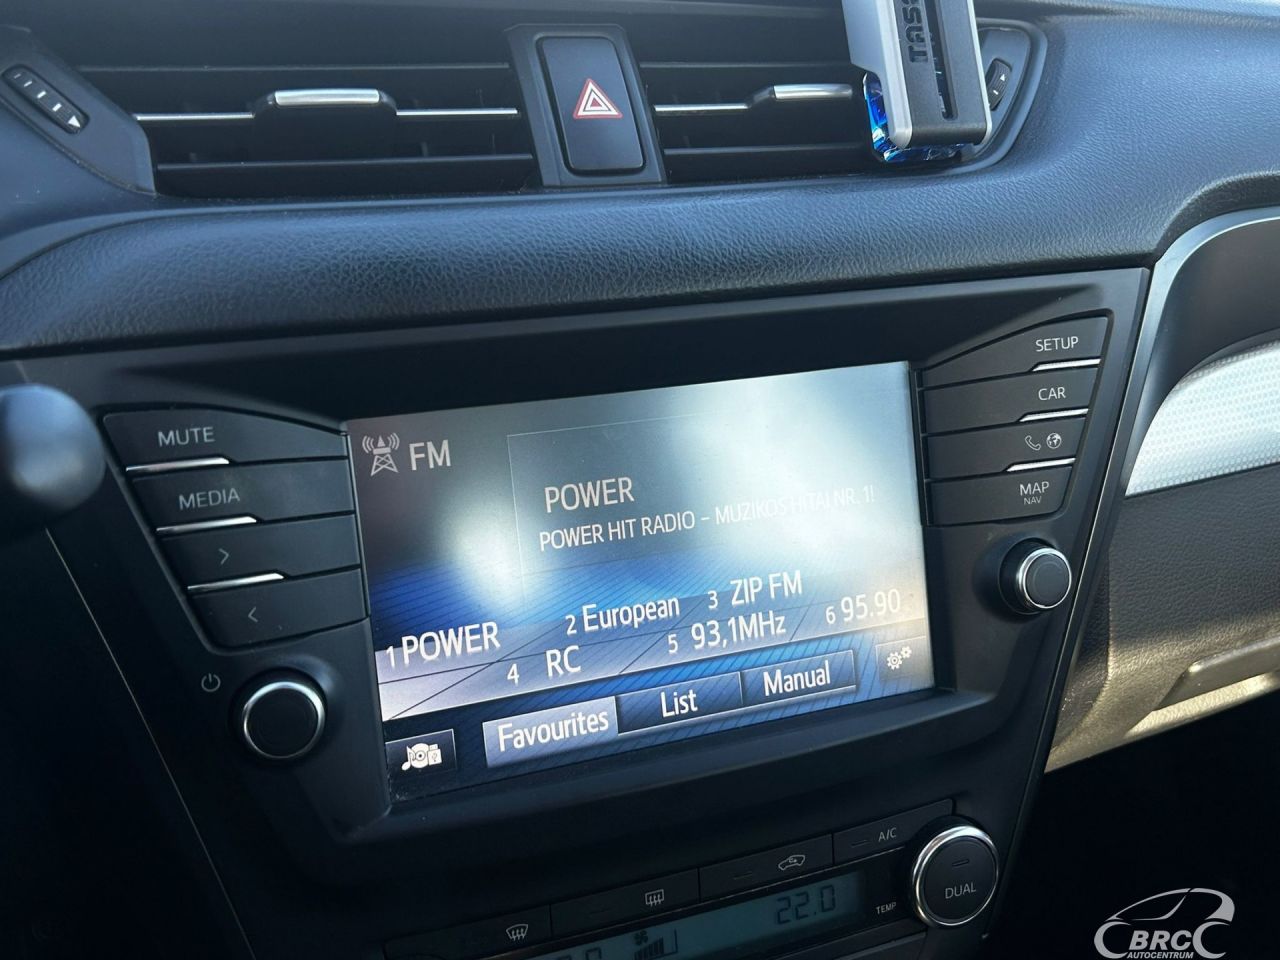 TASS
SETUP
CAR
MAP
NAV
MUTE
MEDIA
FM
POWER
POWER HIT RADIO – MUZIKOS HITAI NR.1!
1 POWER
2 European
3 ZIP FM
4 RC
5 93,1MHz
6 95.90
Favourites
List
Manual
A/C
DUAL
TEMP
22.0
BRC
AUTOCENTRUM